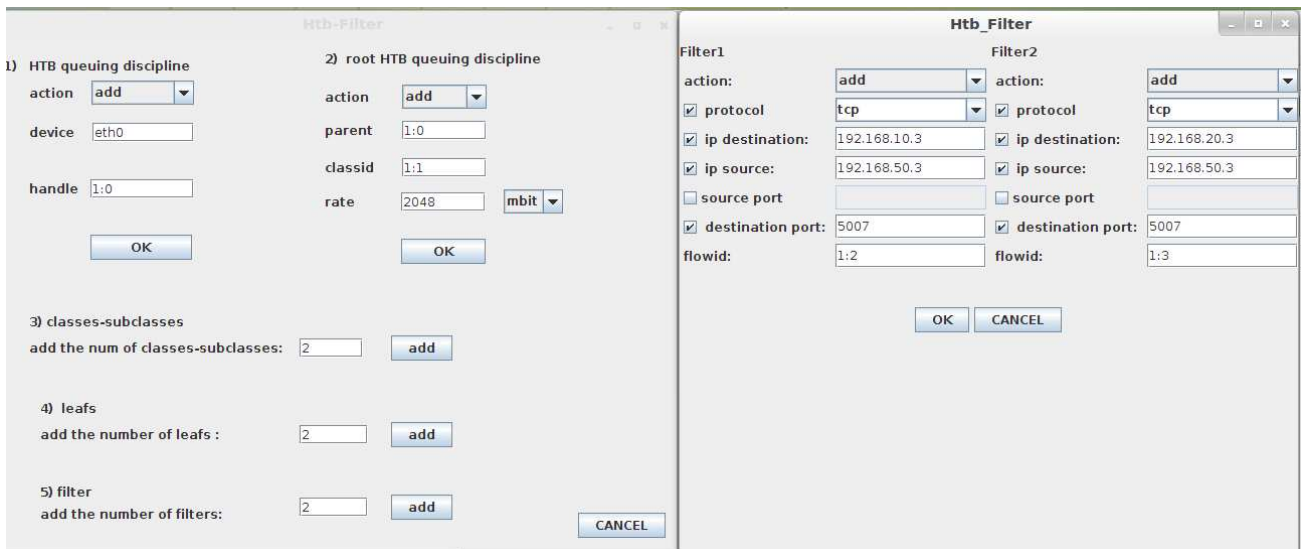 Htb-Filter
1) HTB queuing discipline
action add
device eth0
handle 1:0
OK
2) root HTB queuing discipline
action add
parent 1:0
classid 1:1
rate 2048 mbit
OK
3) classes-subclasses
add the num of classes-subclasses: 2 add
4) leafs
add the number of leafs : 2 add
5) filter
add the number of filters: 2 add
CANCEL
Htb_Filter
Filter1 Filter2
action: add action: add
protocol tcp protocol tcp
ip destination: 192.168.10.3 ip destination: 192.168.20.3
ip source: 192.168.50.3 ip source: 192.168.50.3
source port source port
destination port: 5007 destination port: 5007
flowid: 1:2 flowid: 1:3
OK CANCEL